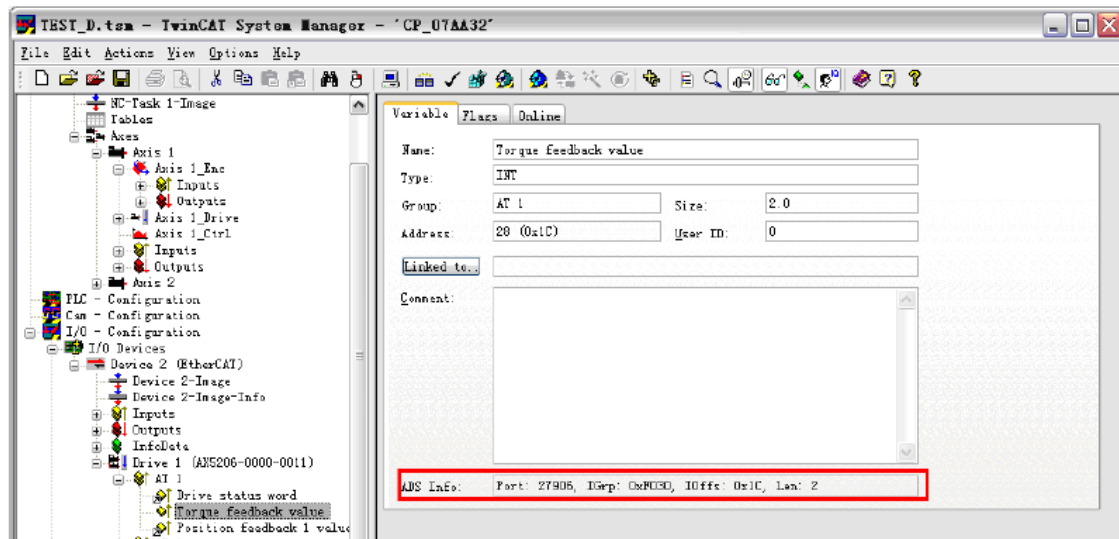 TEST_D.tsm - TwinCAT System Manager - 'CP_07AA32'
File Edit Actions View Options Help
NC-Task 1-Image
Tables
Axes
Axis 1
Axis 1_Enc
Inputs
Outputs
Axis 1_Drive
Axis 1_Ctrl
Inputs
Outputs
Axis 2
PLC - Configuration
Cam - Configuration
I/O - Configuration
I/O Devices
Device 2 (EtherCAT)
Device 2-Image
Device 2-Image-Info
Inputs
Outputs
InfoData
Drive 1 (AX5206-0000-0011)
AT 1
Drive status word
Torque feedback value
Position feedback 1 value
Variable Flags Online
Name: Torque feedback value
Type: INT
Group: AT 1 Size: 2.0
Address: 28 (0x1C) User ID: 0
Linked to..
Comment:
ADS Info: Port: 27906, IGrp: 0xF030, IOffs: 0x1C, Len: 2